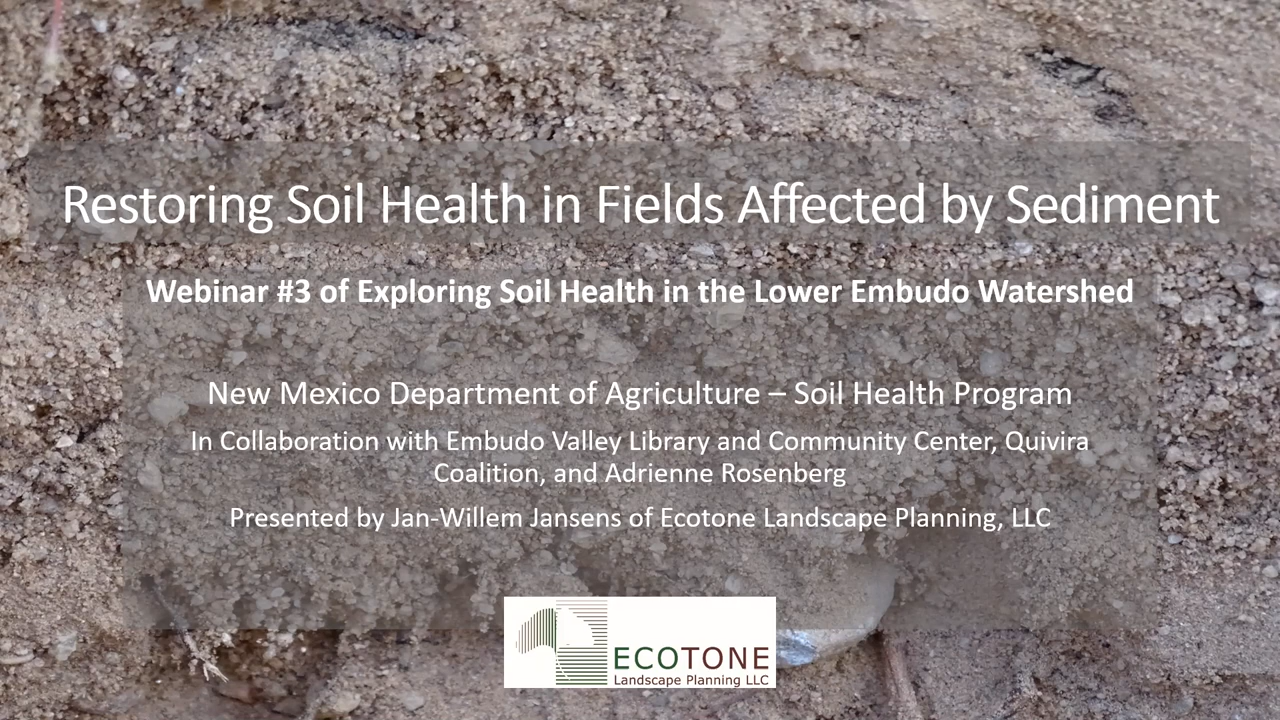 Restoring Soil Health in Fields Affected by Sediment
Webinar #3 of Exploring Soil Health in the Lower Embudo Watershed
New Mexico Department of Agriculture – Soil Health Program
In Collaboration with Embudo Valley Library and Community Center, Quivira
Coalition, and Adrienne Rosenberg
Presented by Jan-Willem Jansens of Ecotone Landscape Planning, LLC
ECOTONE
Landscape Planning LLC